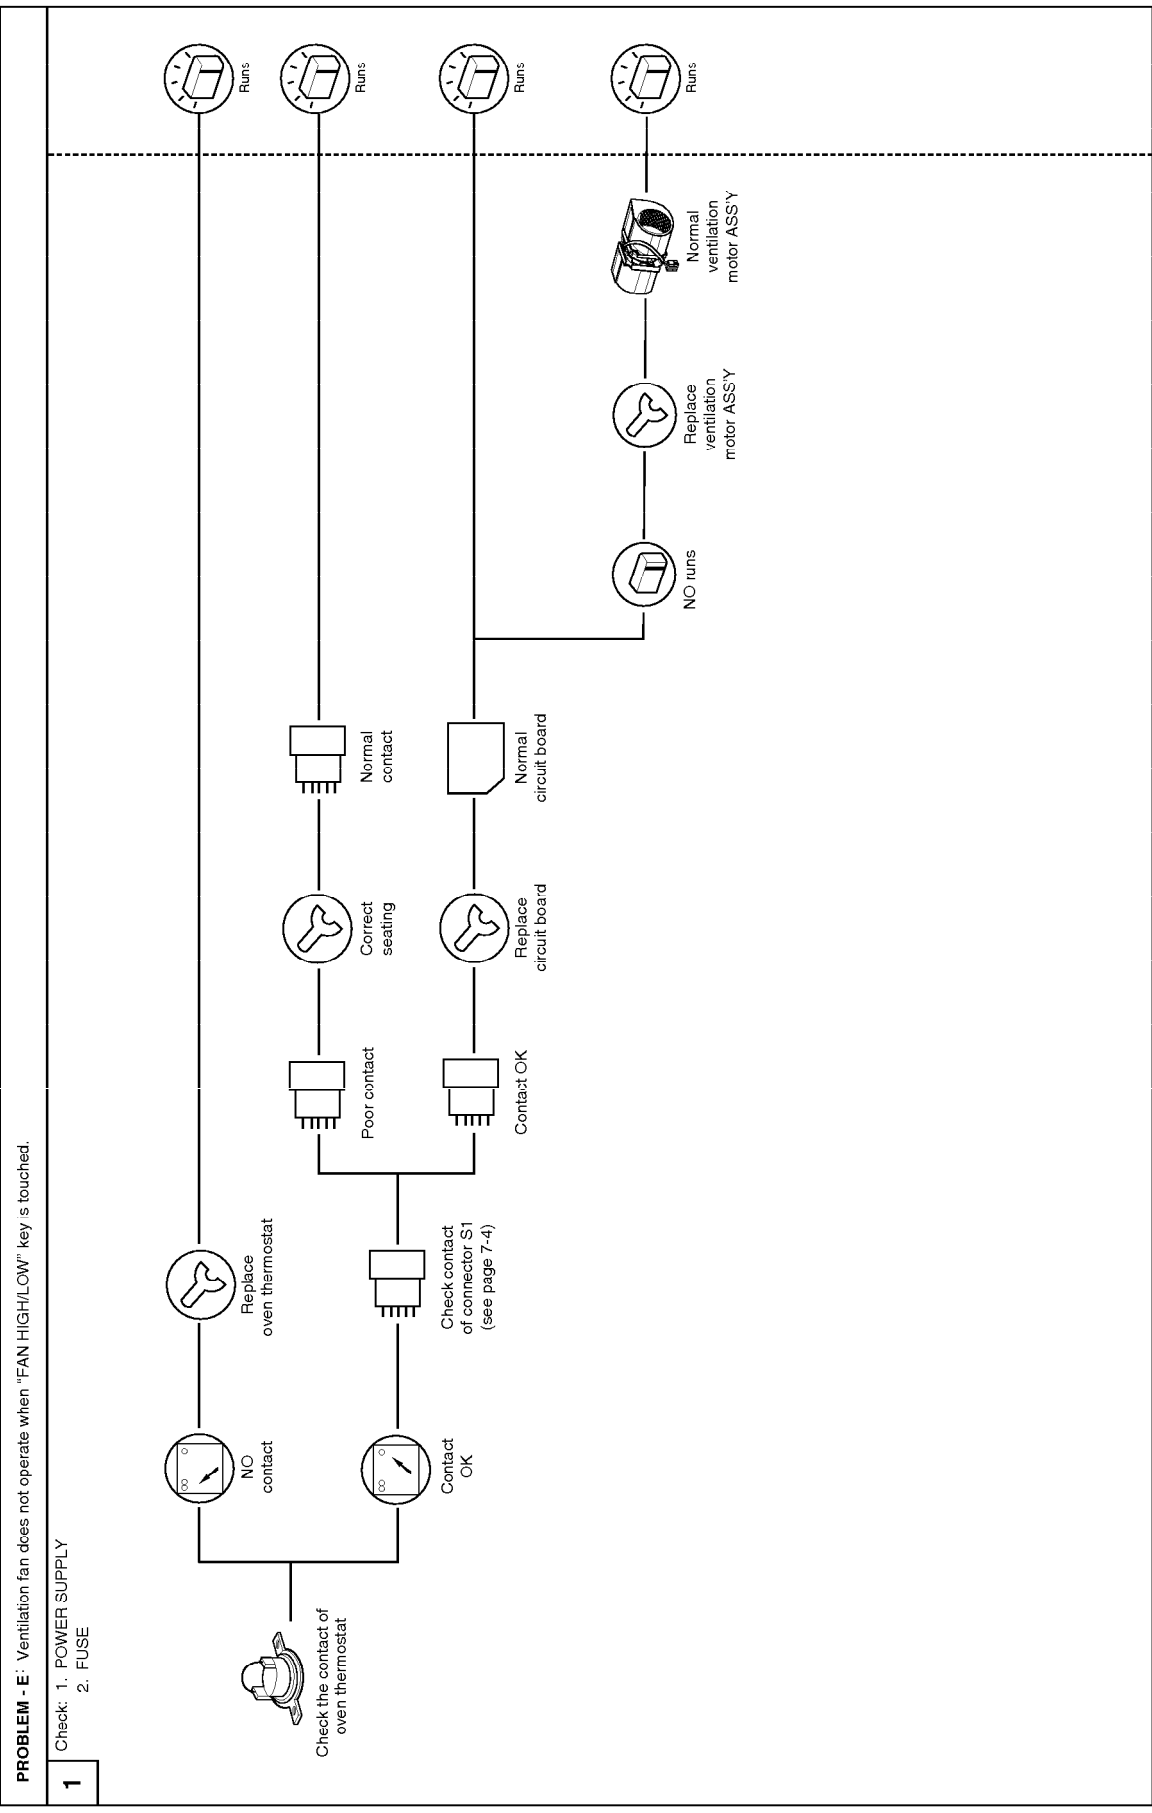 PROBLEM - E: Ventilation fan does not operate when "FAN HIGH/LOW" key is touched.
1
Check: 1. POWER SUPPLY
2. FUSE
Check the contact of
oven thermostat
NO
contact
Replace
oven thermostat
Runs
Contact
OK
Check contact
of connector S1
(see page 7-4)
Poor contact
Correct
seating
Normal
contact
Runs
Contact OK
Replace
circuit board
Normal
circuit board
Runs
NO runs
Replace
ventilation
motor ASS'Y
Normal
ventilation
motor ASS'Y
Runs